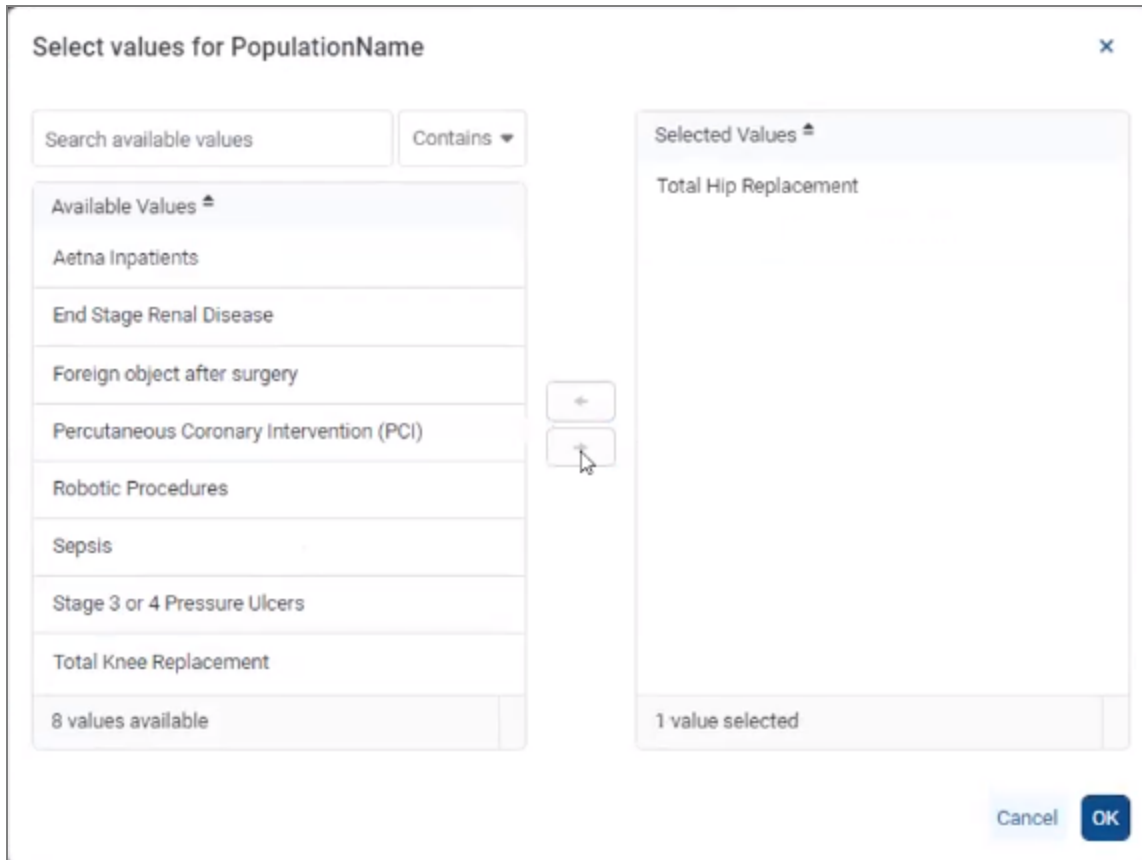 Select values for PopulationName
×
Search available values
Contains
Available Values
Aetna Inpatients
End Stage Renal Disease
Foreign object after surgery
Percutaneous Coronary Intervention (PCI)
Robotic Procedures
Sepsis
Stage 3 or 4 Pressure Ulcers
Total Knee Replacement
8 values available
Selected Values
Total Hip Replacement
1 value selected
Cancel
OK